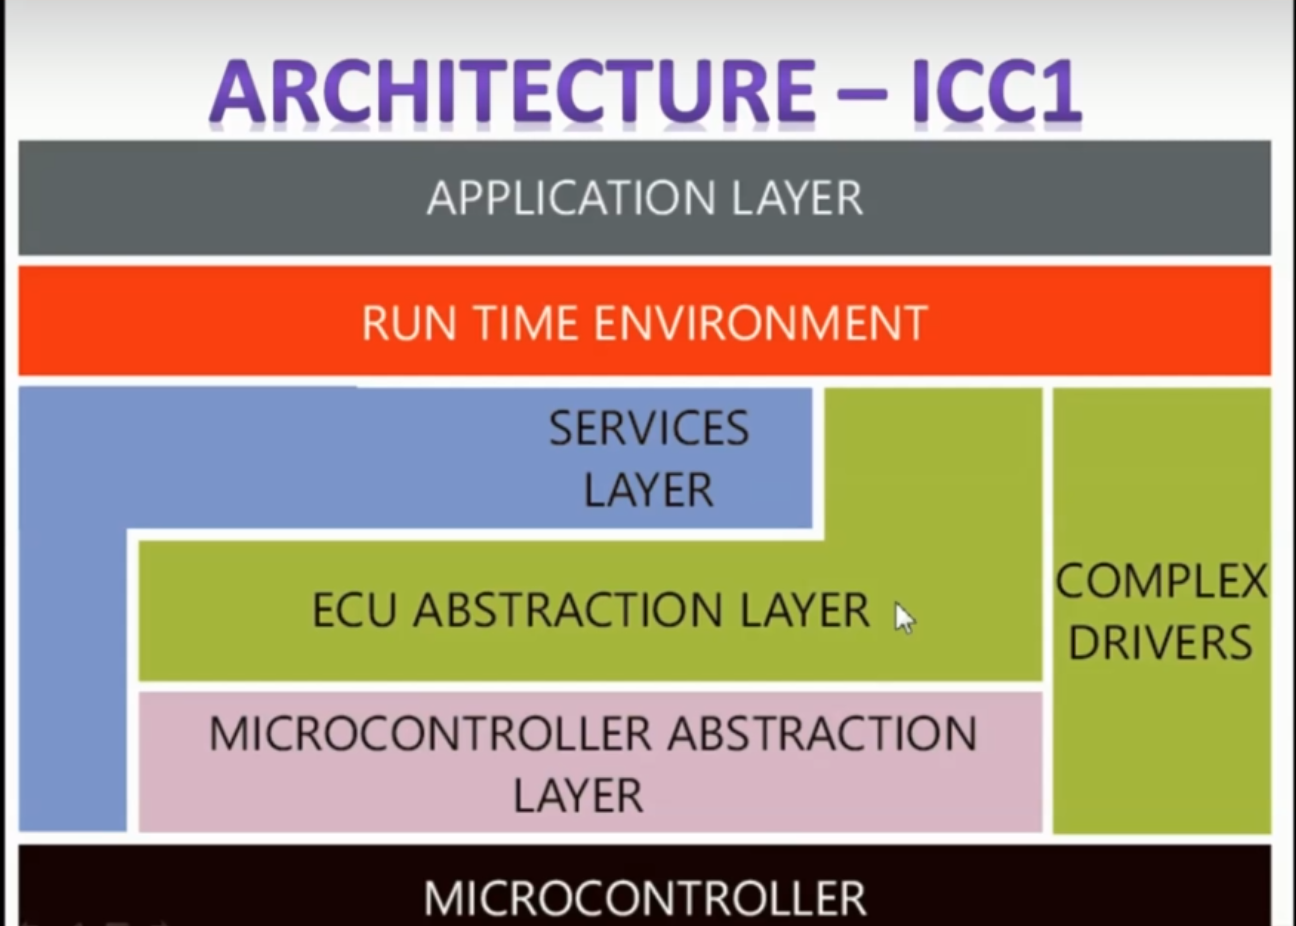 ARCHITECTURE – ICC1
APPLICATION LAYER
RUN TIME ENVIRONMENT
SERVICES
LAYER
ECU ABSTRACTION LAYER
COMPLEX
DRIVERS
MICROCONTROLLER ABSTRACTION
LAYER
MICROCONTROLLER